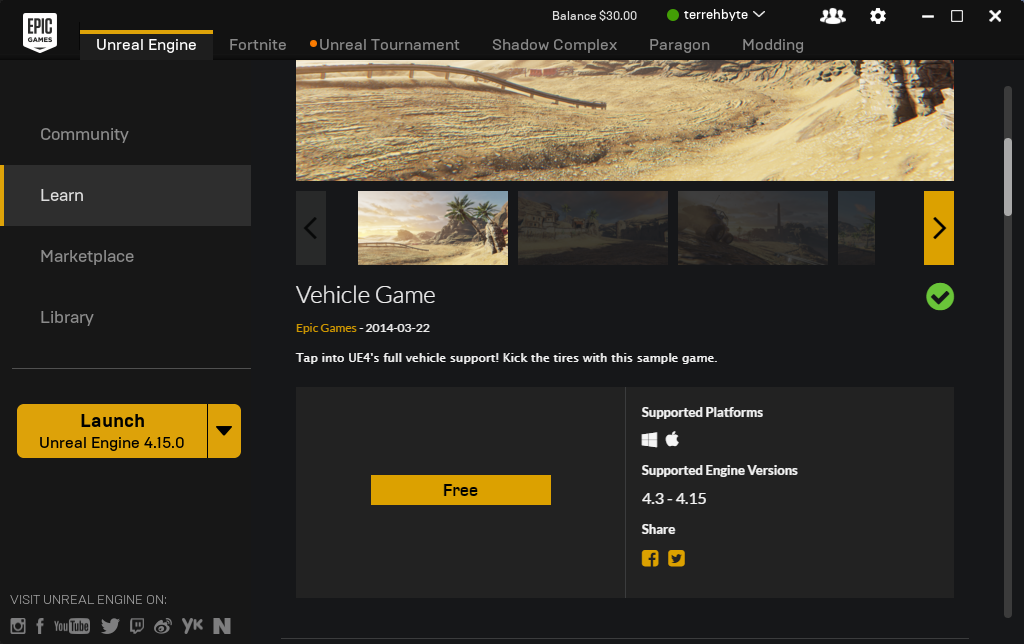 EPIC
GAMES
Balance $30.00
terrehbyte
Unreal Engine
Fortnite
Unreal Tournament
Shadow Complex
Paragon
Modding
Community
Learn
Marketplace
Library
Launch
Unreal Engine 4.15.0
VISIT UNREAL ENGINE ON:
You Tube
Vehicle Game
Epic Games - 2014-03-22
Tap into UE4's full vehicle support! Kick the tires with this sample game.
Free
Supported Platforms
Supported Engine Versions
4.3 - 4.15
Share